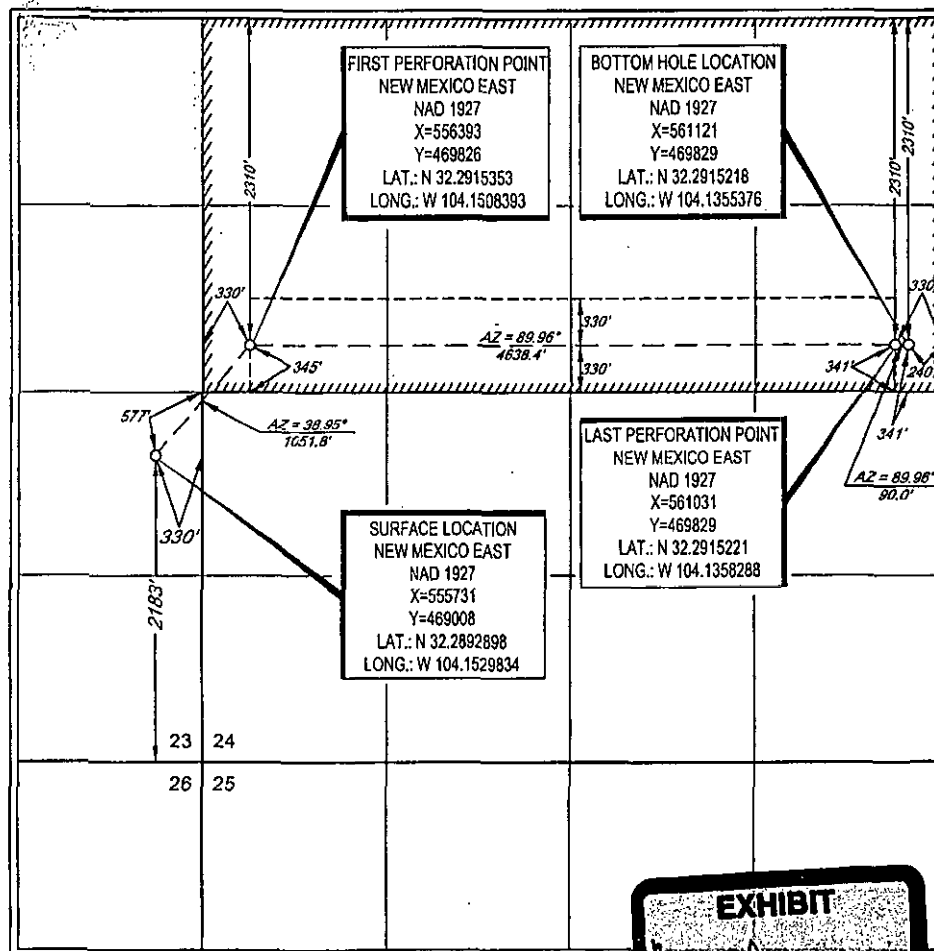 FIRST PERFORATION POINT
NEW MEXICO EAST
NAD 1927
X=556393
Y=469826
LAT.: N 32.2915353
LONG.: W 104.1508393
BOTTOM HOLE LOCATION
NEW MEXICO EAST
NAD 1927
X=561121
Y=469829
LAT.: N 32.2915218
LONG.: W 104.1355376
2310'
2310'
2310'
330'
330'
330'
AZ = 89.96°
4638.4'
330'
345'
341'
240'
341'
577'
AZ = 38.95°
1051.8'
AZ = 89.96°
90.0'
LAST PERFORATION POINT
NEW MEXICO EAST
NAD 1927
X=561031
Y=469829
LAT.: N 32.2915221
LONG.: W 104.1358288
330'
2183'
SURFACE LOCATION
NEW MEXICO EAST
NAD 1927
X=555731
Y=469008
LAT.: N 32.2892898
LONG.: W 104.1529834
23 24
26 25
EXHIBIT